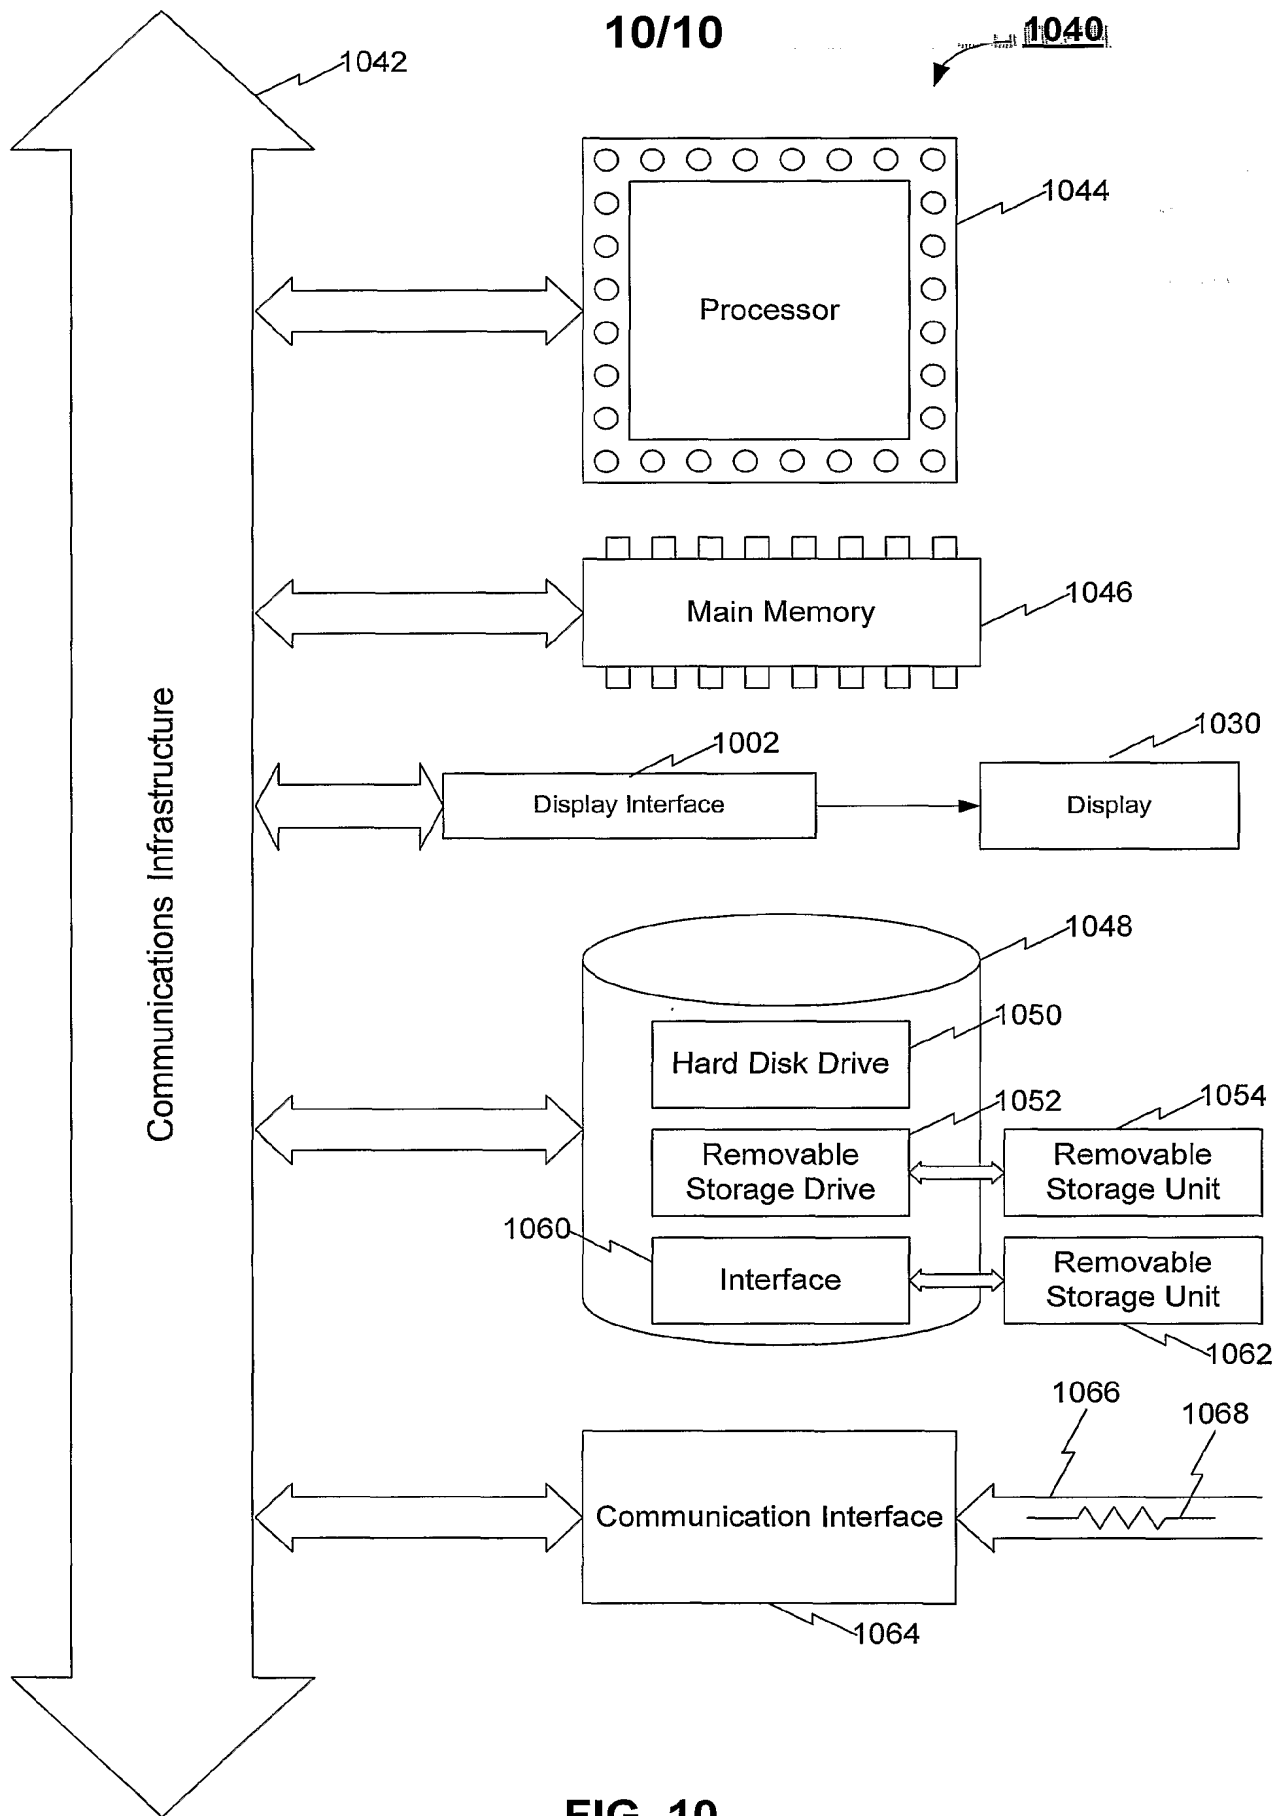 10/10
1040
1042
1044
Processor
Main Memory
1046
1002
1030
Display Interface
Display
Communications Infrastructure
1048
1050
Hard Disk Drive
1052
1054
Removable
Storage Drive
Removable
Storage Unit
1060
Interface
Removable
Storage Unit
1062
1066
1068
Communication Interface
1064
FIG. 10